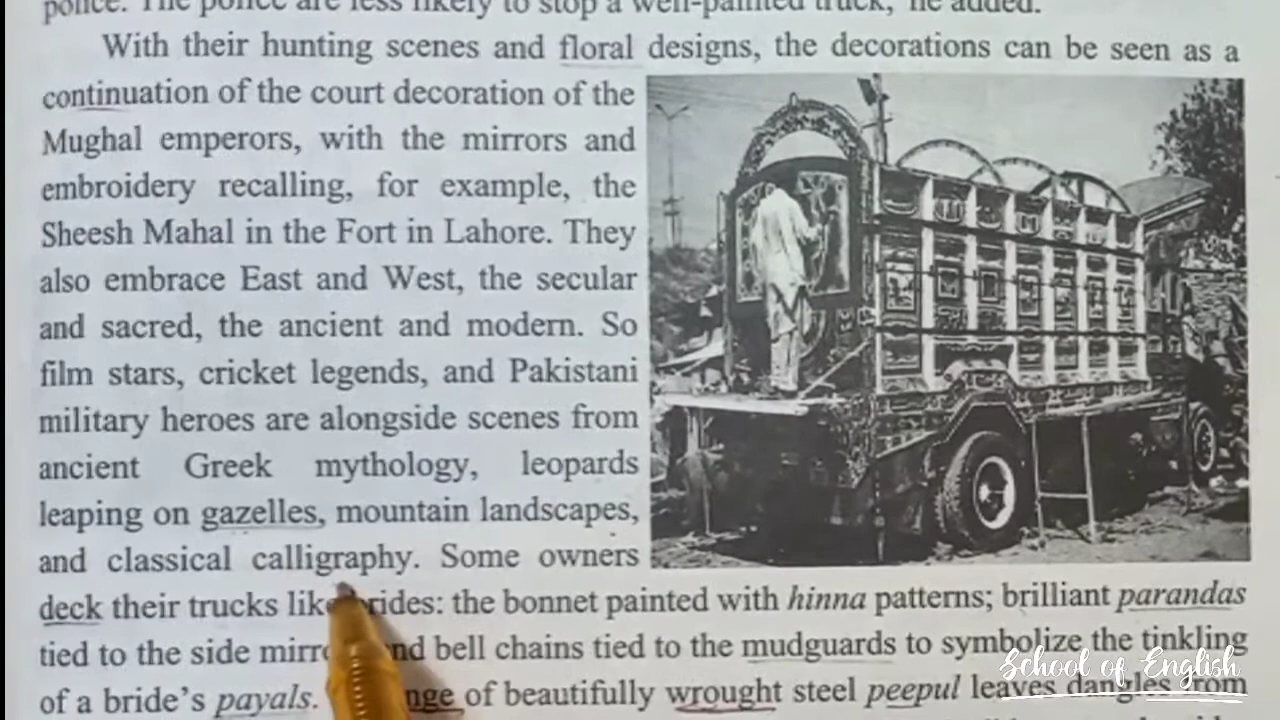 police. The police are less likely to stop a well-painted truck, he added.
With their hunting scenes and floral designs, the decorations can be seen as a
continuation of the court decoration of the
Mughal emperors, with the mirrors and
embroidery recalling, for example, the
Sheesh Mahal in the Fort in Lahore. They
also embrace East and West, the secular
and sacred, the ancient and modern. So
film stars, cricket legends, and Pakistani
military heroes are alongside scenes from
ancient Greek mythology, leopards
leaping on gazelles, mountain landscapes,
and classical calligraphy. Some owners
deck their trucks like brides: the bonnet painted with hinna patterns; brilliant parandas
tied to the side mirrors and bell chains tied to the mudguards to symbolize the tinkling
of a bride's payals. of beautifully wrought steel peepul leaves dangles from
School of English